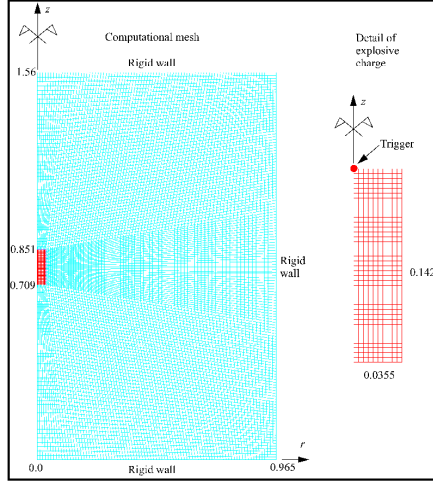 z
Computational mesh
Rigid wall
1.56
0.851
0.709
Rigid
wall
r
0.0
Rigid wall
0.965
Detail of
explosive
charge
z
Trigger
0.142
0.0355